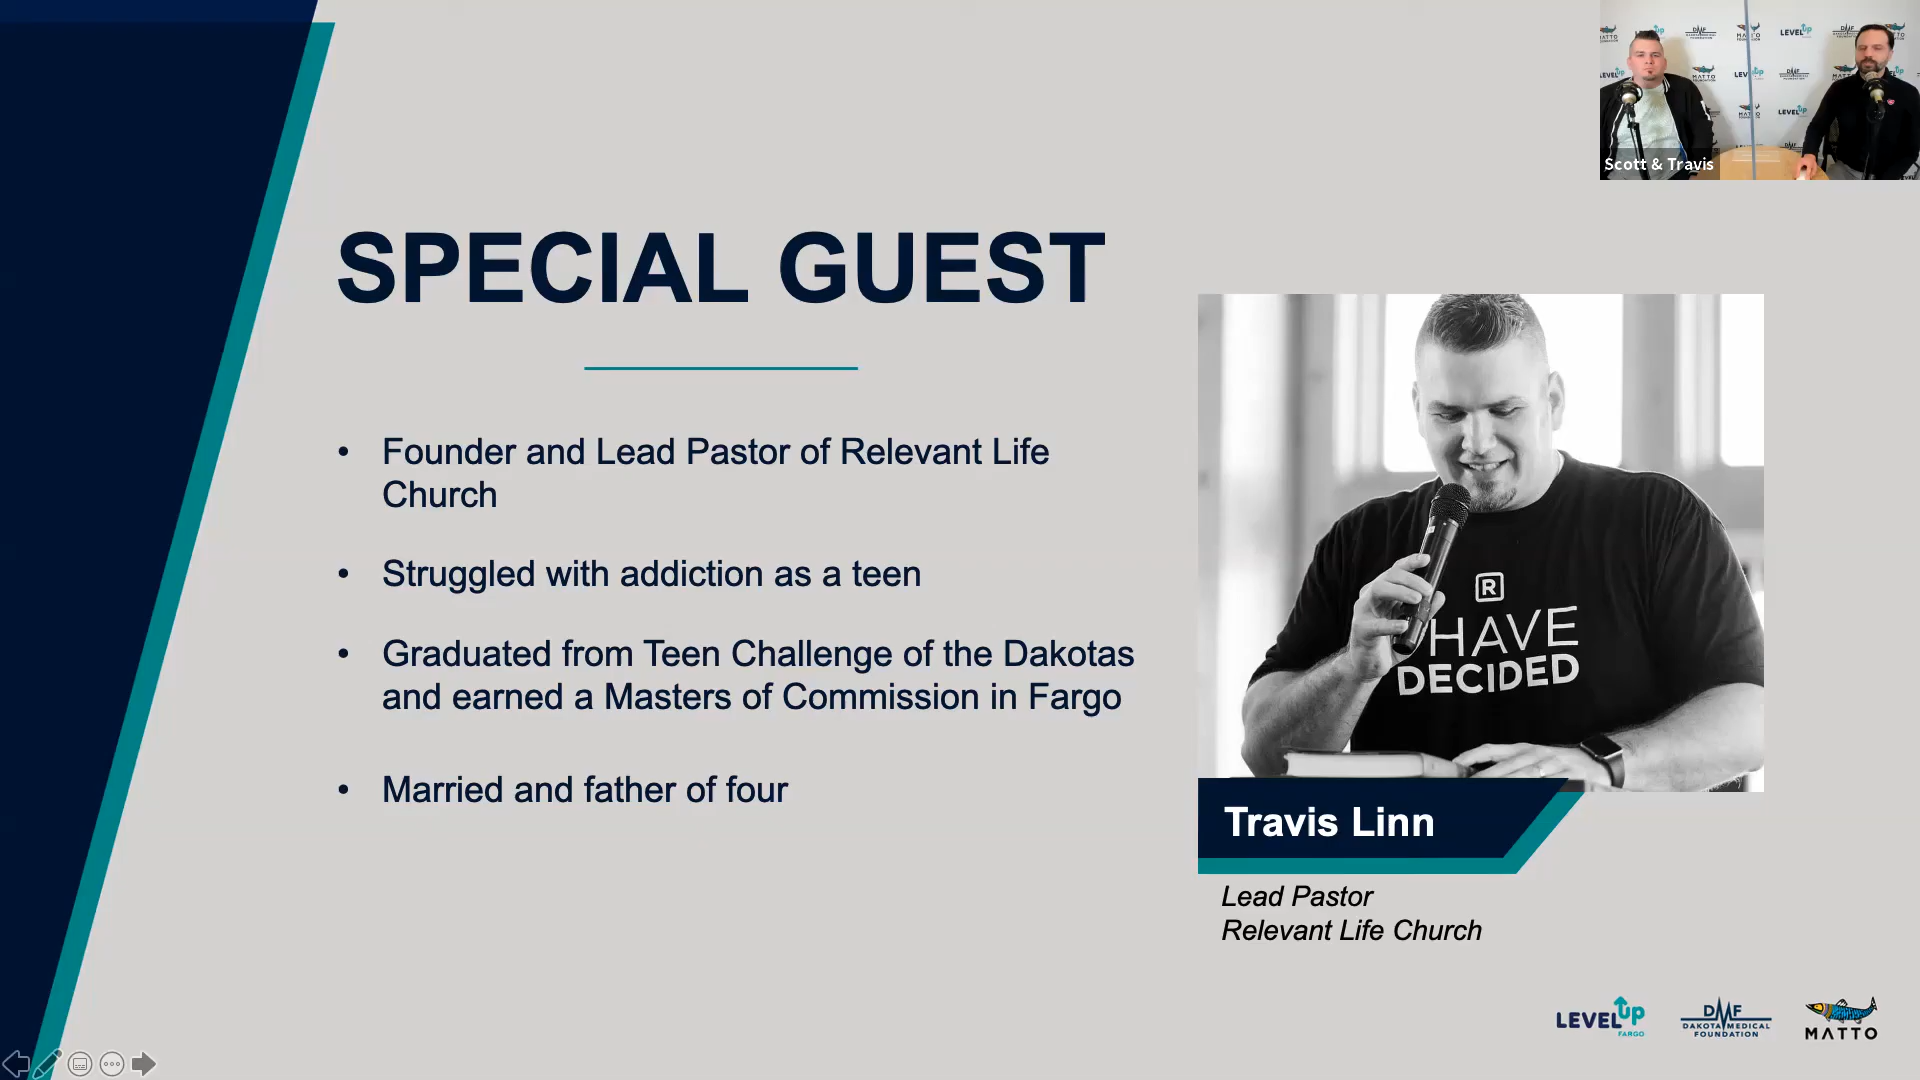 SPECIAL GUEST
• Founder and Lead Pastor of Relevant Life
Church
• Struggled with addiction as a teen
• Graduated from Teen Challenge of the Dakotas
and earned a Masters of Commission in Fargo
• Married and father of four
Scott & Travis
R
HAVE
DECIDED
Travis Linn
Lead Pastor
Relevant Life Church
LEVEL UP
FARGO
DMF
DAKOTA MEDICAL
FOUNDATION
MATTO